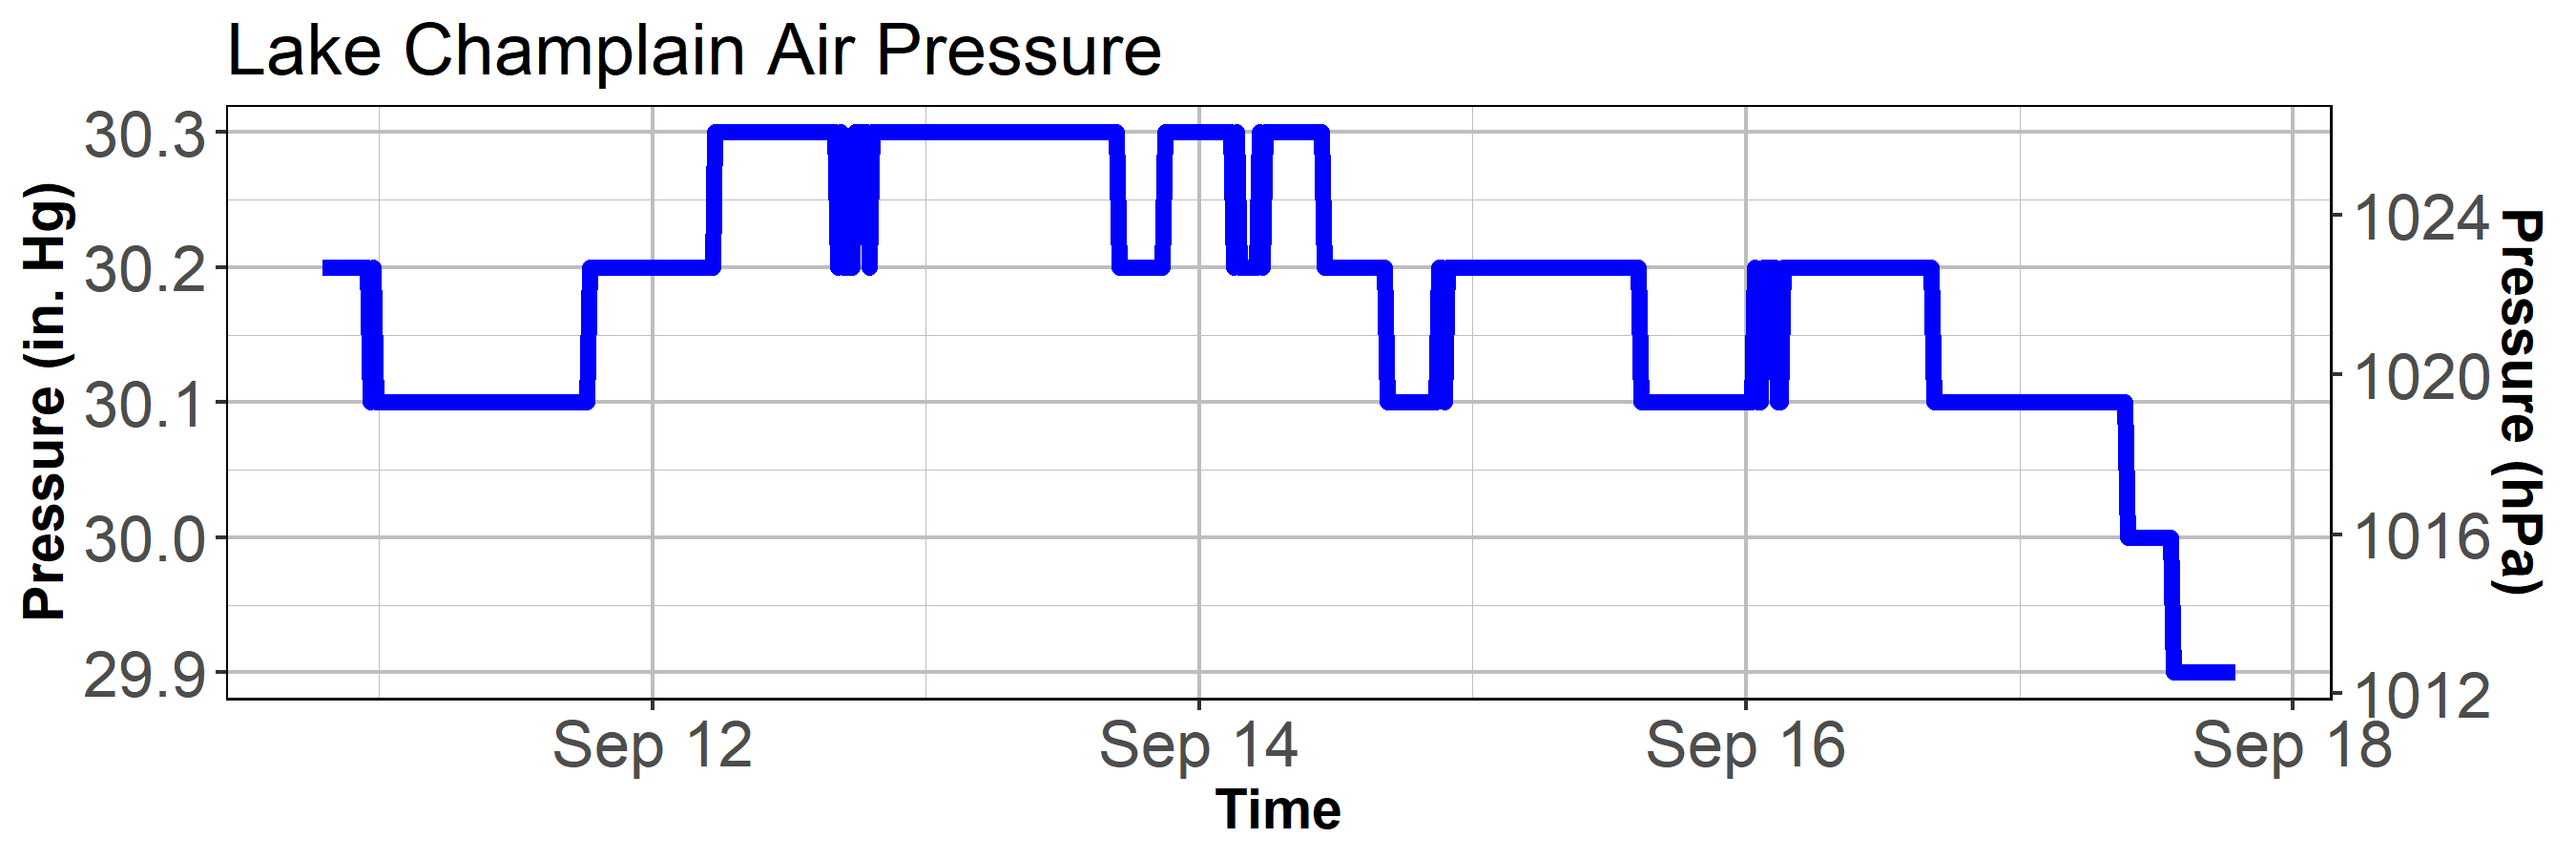 Lake Champlain Air Pressure
Pressure (in. Hg)
30.3
30.2
30.1
30.0
29.9
1024
1020
1016
1012
Pressure (hPa)
Sep 12
Sep 14
Sep 16
Sep 18
Time